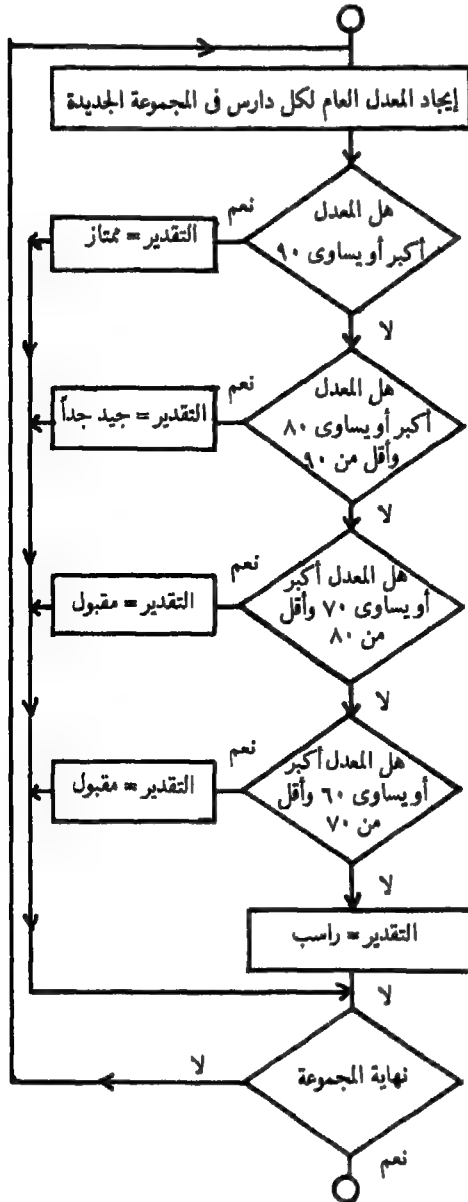 إيجاد المعدل العام لكل دارس فى المجموعة الجديدة
هل المعدل
أكبر أو يساوى ٩٠
نعم
التقدير = ممتاز
لا
هل المعدل
أكبر أو يساوى ٨٠
وأقل من ٩٠
نعم
التقدير = جيد جداً
لا
هل المعدل أكبر
أو يساوى ٧٠ وأقل
من ٨٠
نعم
التقدير = مقبول
لا
هل المعدل أكبر
أو يساوى ٦٠ وأقل
من ٧٠
نعم
التقدير = مقبول
لا
التقدير = راسب
لا
نهاية المجموعة
لا
نعم